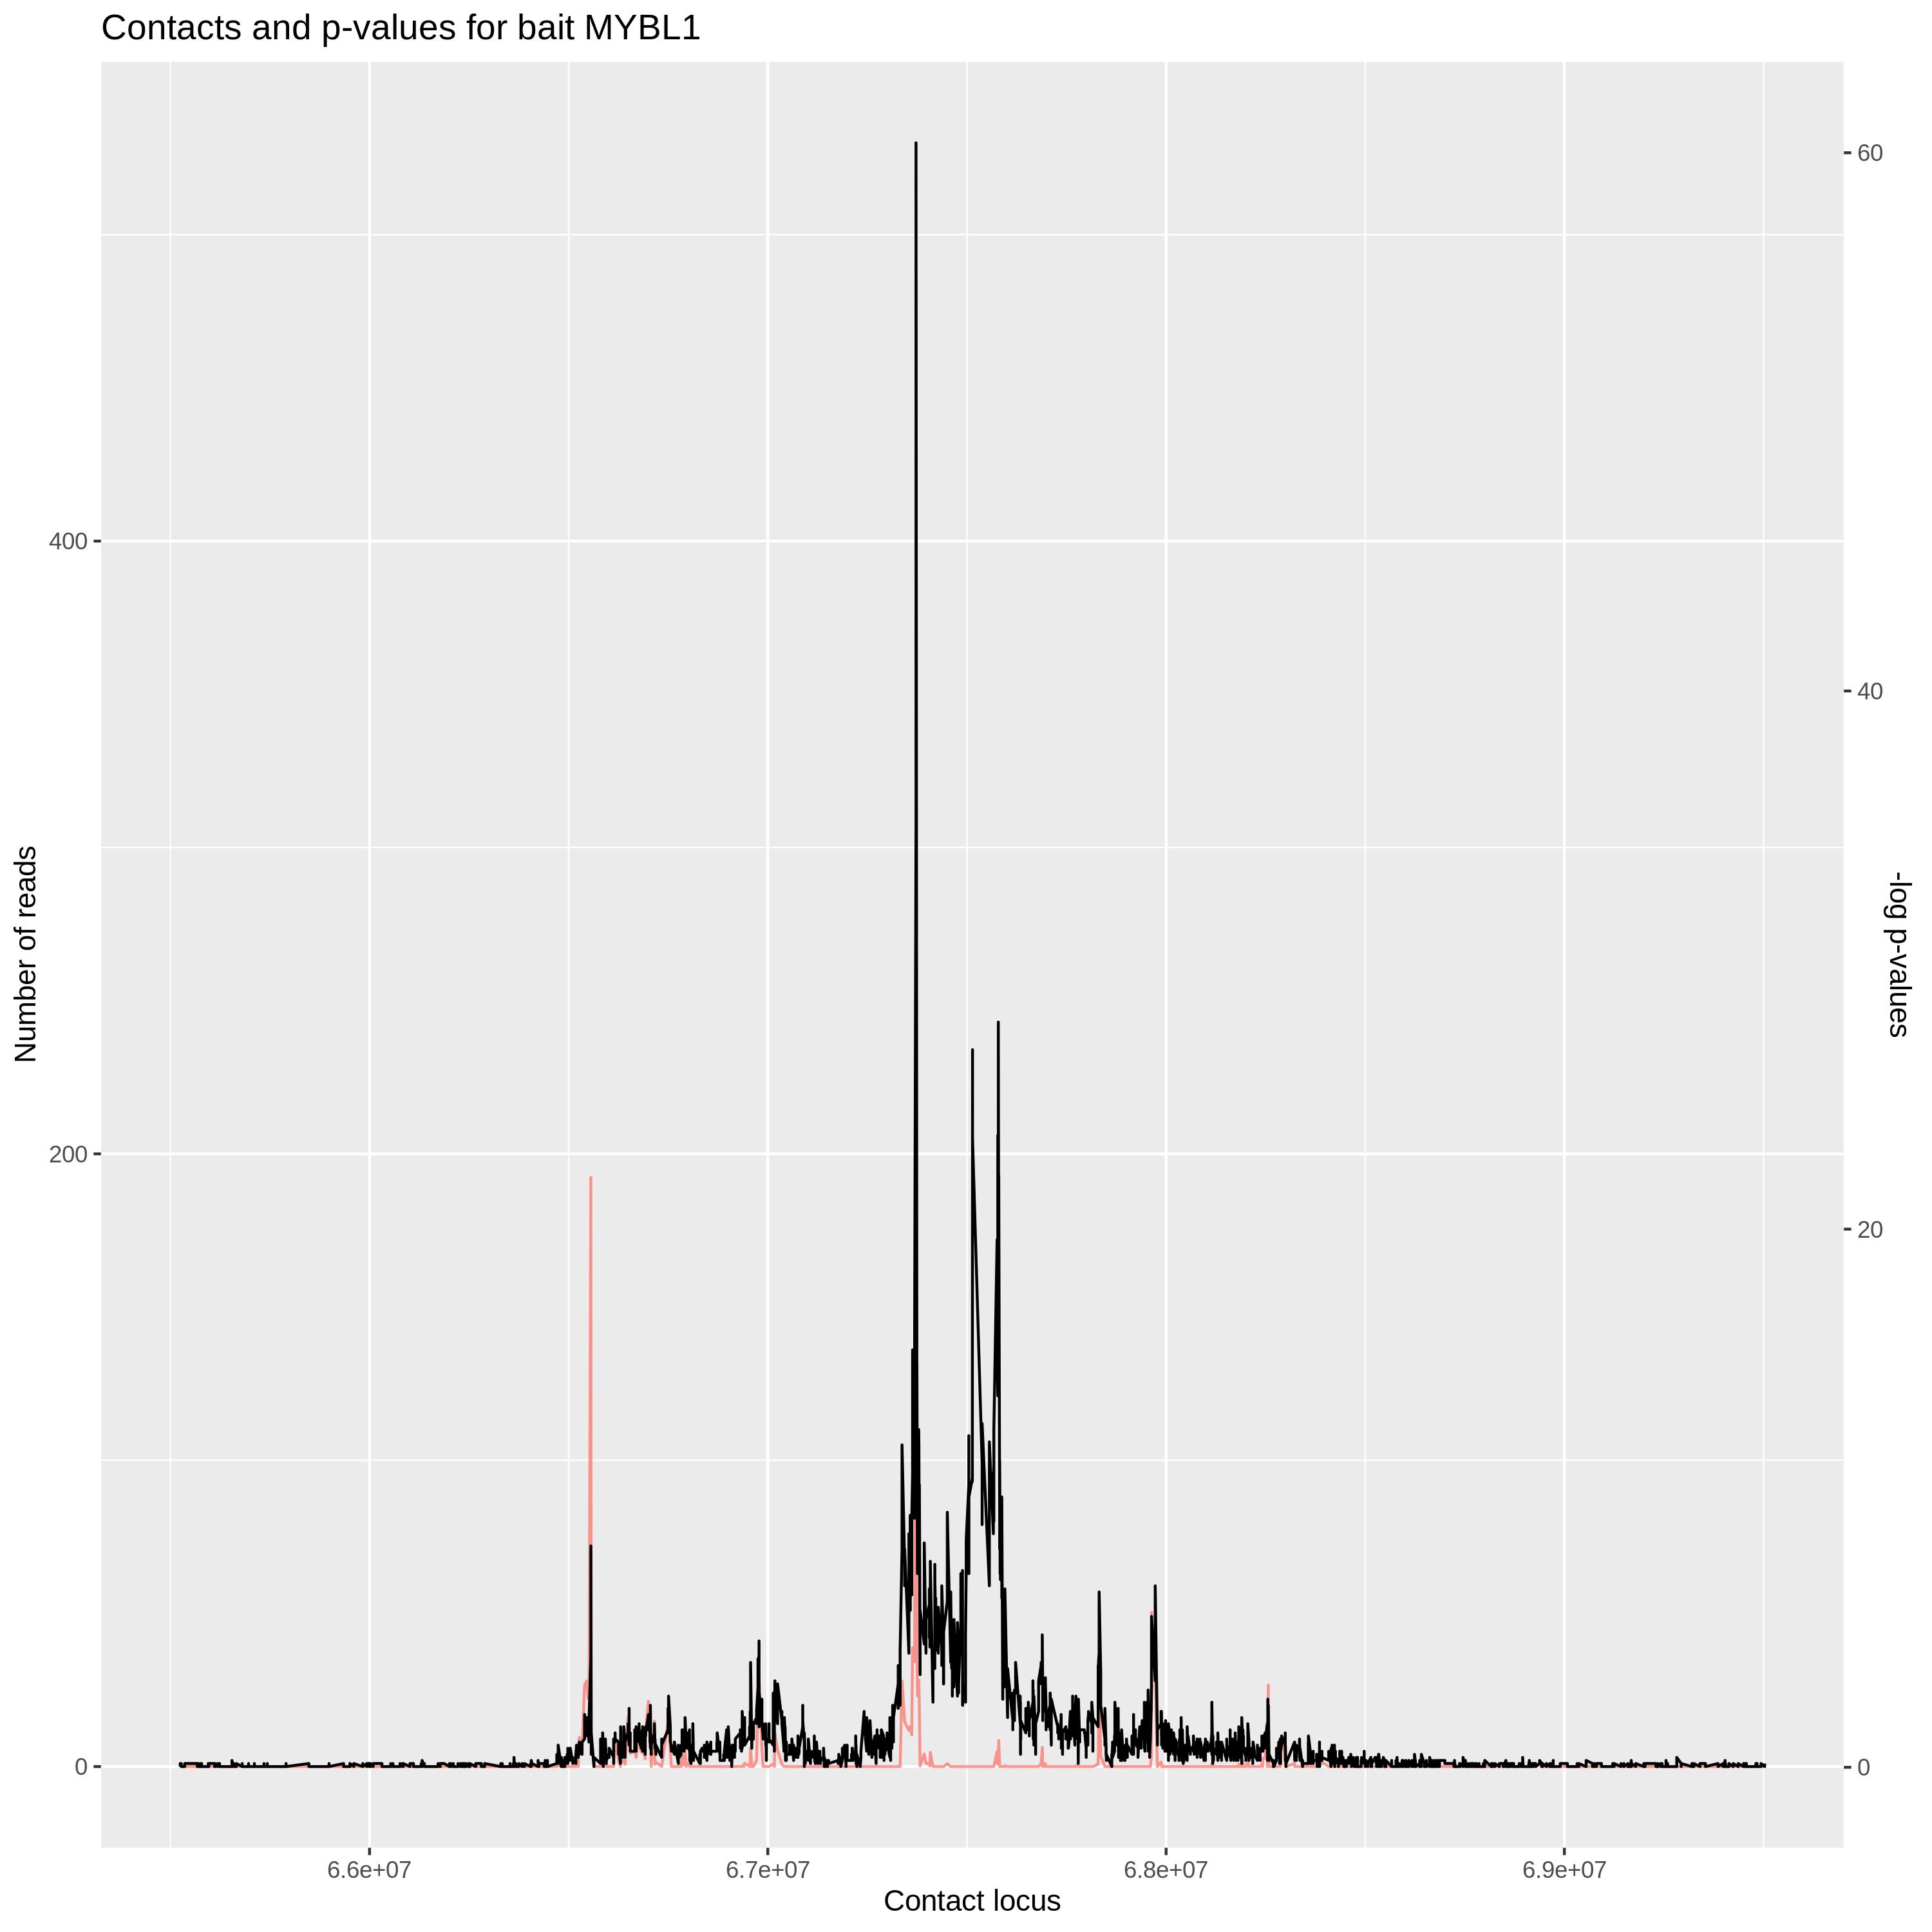 Contacts and p-values for bait MYBL1
Number of reads
400
200
0
60
40
20
0
-log p-values
6.6e+07
6.7e+07
6.8e+07
6.9e+07
Contact locus